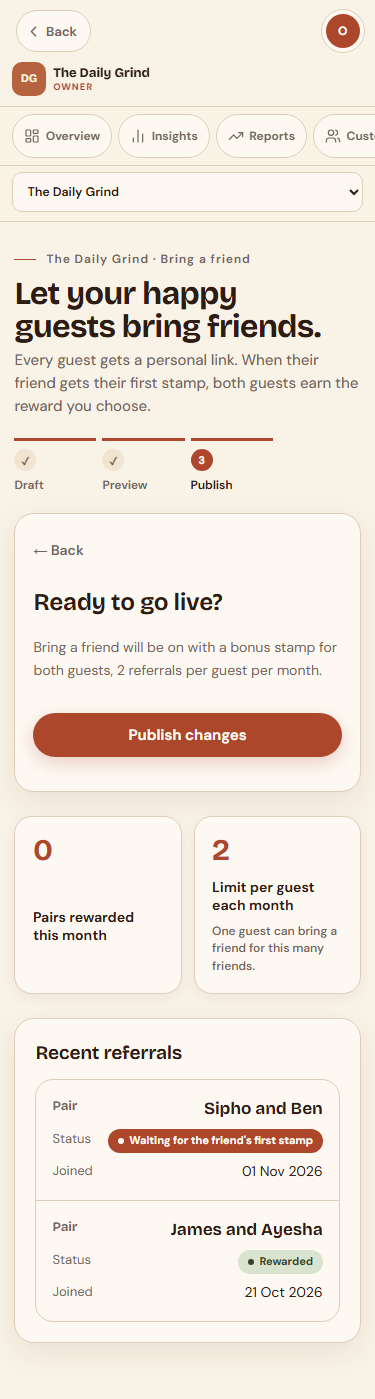 Back
O
DG
The Daily Grind
OWNER
Overview
Insights
Reports
The Daily Grind
The Daily Grind · Bring a friend
Let your happy
guests bring friends.
Every guest gets a personal link. When their
friend gets their first stamp, both guests earn the
reward you choose.
✓
✓
3
Draft
Preview
Publish
← Back
Ready to go live?
Bring a friend will be on with a bonus stamp for
both guests, 2 referrals per guest per month.
Publish changes
0
Pairs rewarded
this month
2
Limit per guest
each month
One guest can bring a
friend for this many
friends.
Recent referrals
Pair
Sipho and Ben
Status
Waiting for the friend's first stamp
Joined
01 Nov 2026
Pair
James and Ayesha
Status
Rewarded
Joined
21 Oct 2026